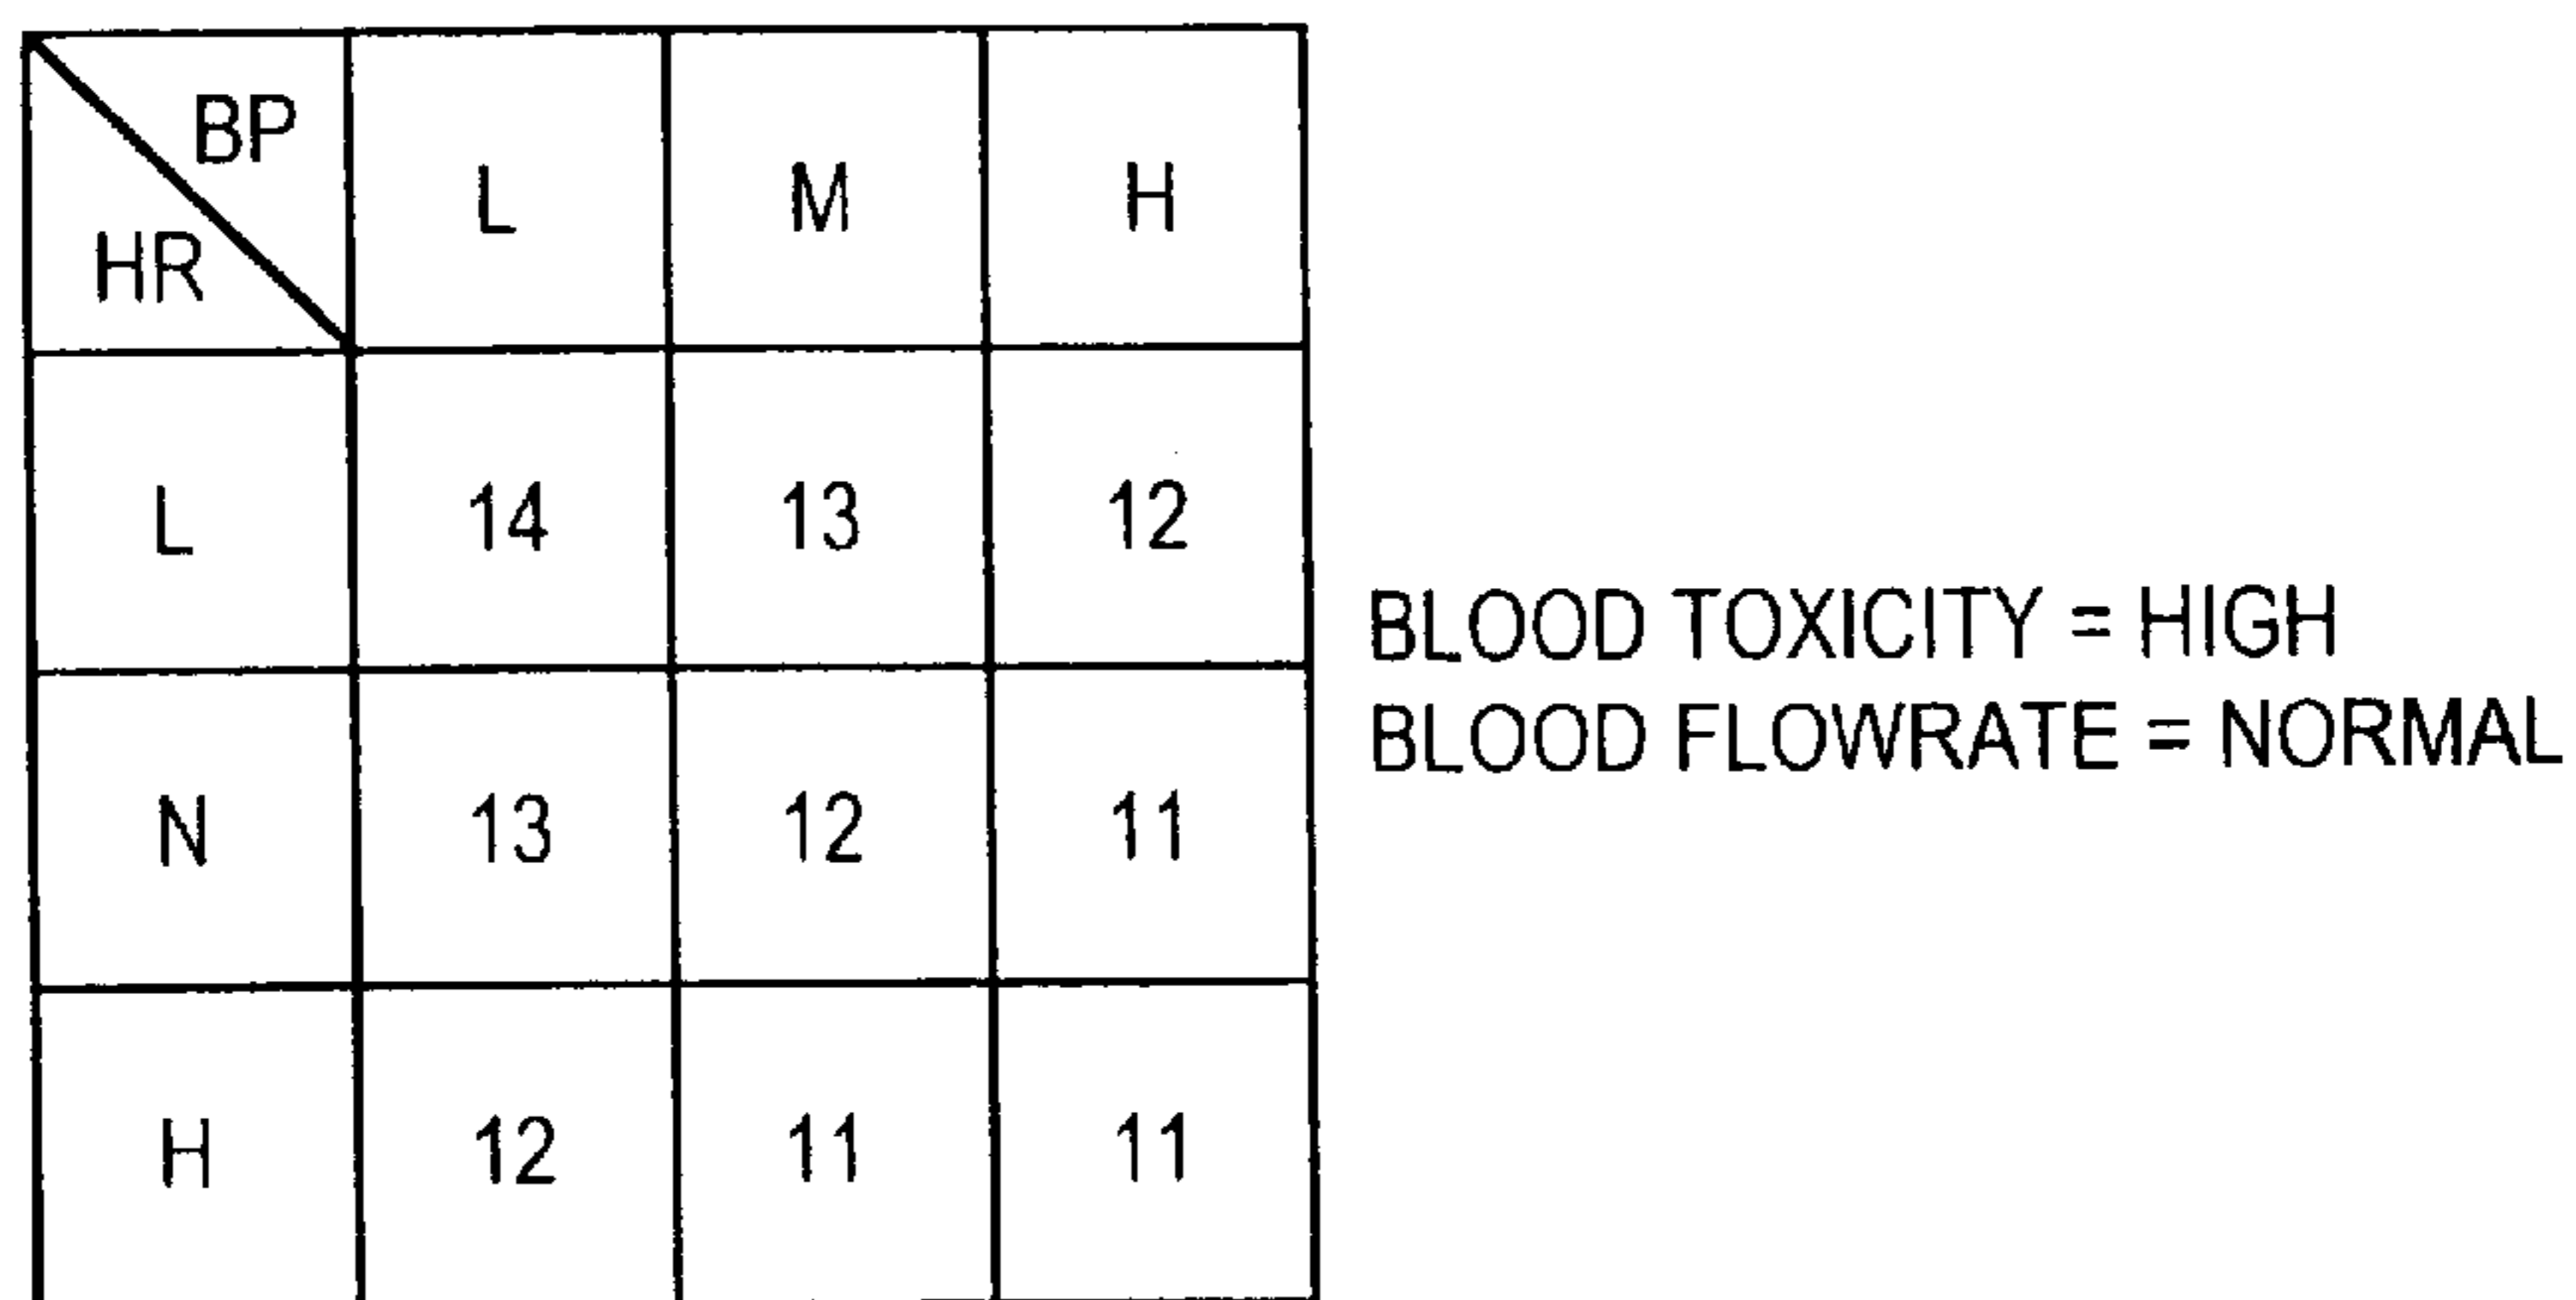 BP
HR
L M H
L 14 13 12
BLOOD TOXICITY = HIGH
BLOOD FLOWRATE = NORMAL
N 13 12 11
H 12 11 11